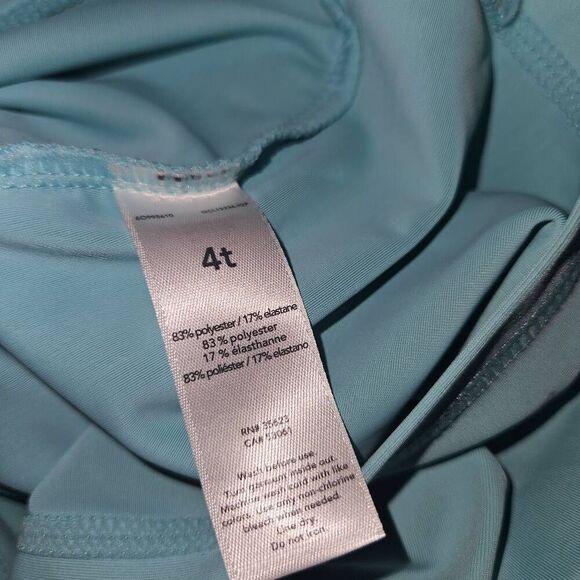 4t
83% polyester / 17% elastane
83 % polyester
17 % élasthanne
83% poliéster / 17% elastano
RN# 35623
CA# 53061
Wash before use
Turn garment inside out
Machine wash cold with like
colors. Use only non-chlorine
bleach when needed
Line dry.
Do not iron.